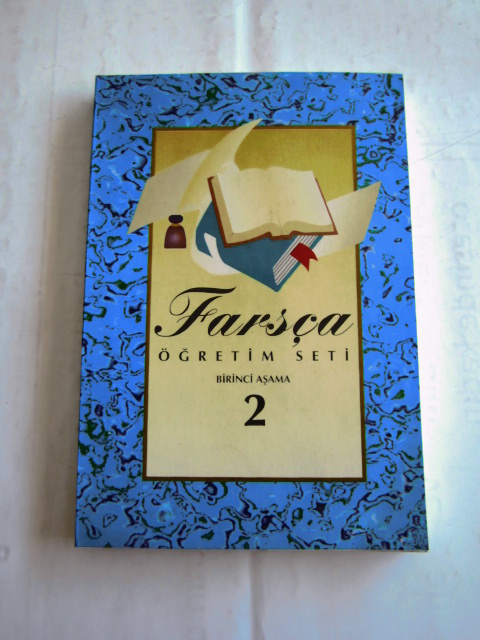 Farsça
ÖĞRETİM SETİ
BİRİNCİ AŞAMA
2